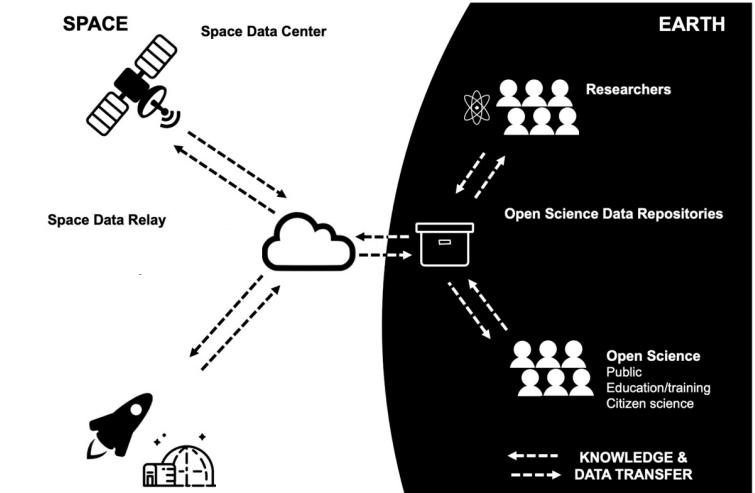 SPACE
EARTH
Space Data Center
Researchers
Space Data Relay
Open Science Data Repositories
Open Science
Public
Education/training
Citizen science
KNOWLEDGE &
DATA TRANSFER